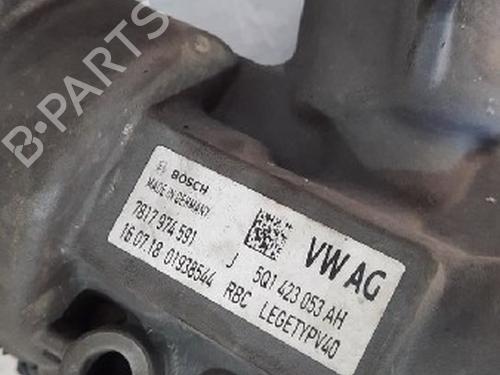 B-PARTS
BOSCH
MADE IN GERMANY
VW AG
7817 974 591 J 5Q1 423 053 AH
16.07.18 01938544 RBC LEGETYPV40